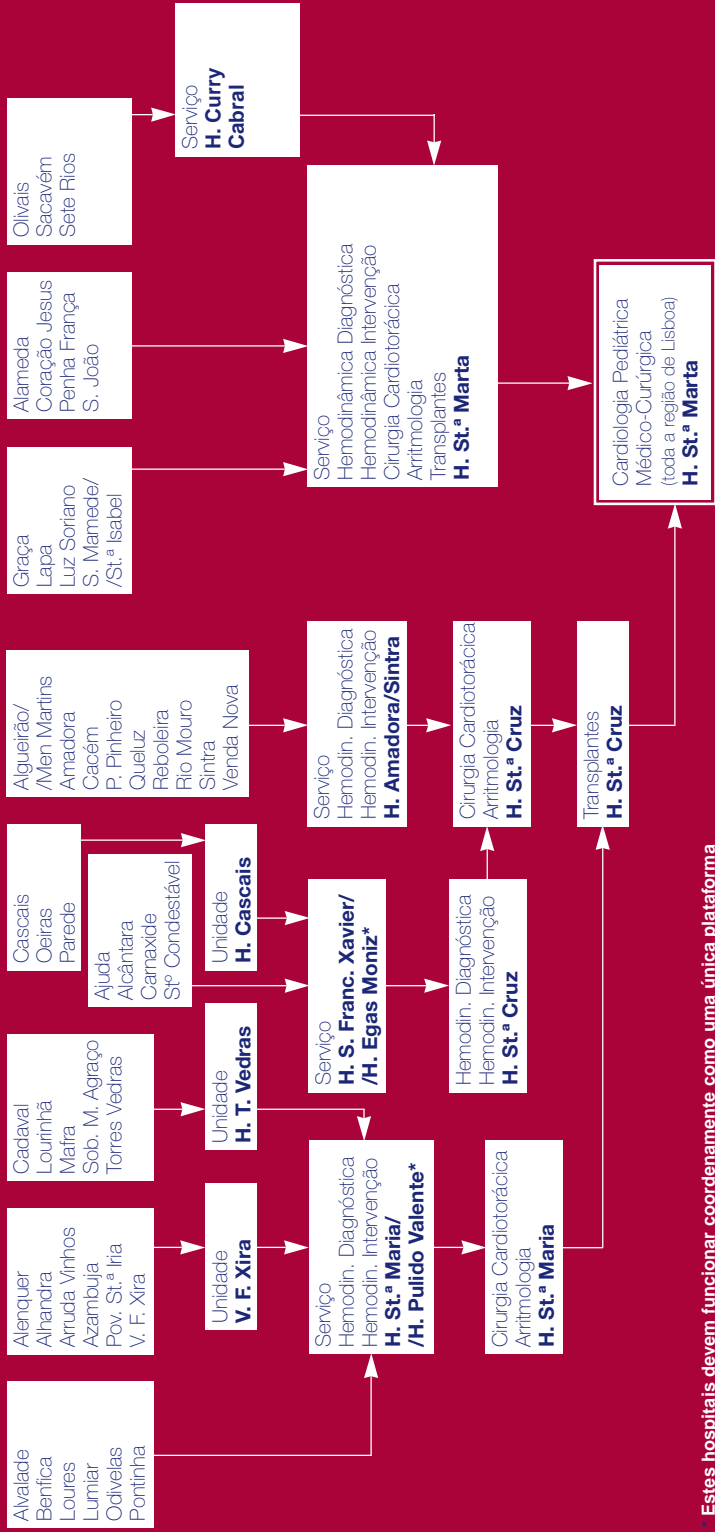 Alvalade
Benfica
Loures
Lumiar
Odivelas
Pontinha
Alenquer
Alhandra
Arruda Vinhos
Azambuja
Pov. St.ª Iria
V. F. Xira
Cadaval
Lourinhã
Mafra
Sob. M. Agraço
Torres Vedras
Cascais
Oeiras
Parede
Ajuda
Alcântara
Carnaxide
Stº Condestável
Algueirão/
/Men Martins
Amadora
Cacém
P. Pinheiro
Queluz
Reboleira
Rio Mouro
Sintra
Venda Nova
Graça
Lapa
Luz Soriano
S. Mamede/
/St.ª Isabel
Alameda
Coração Jesus
Penha França
S. João
Olivais
Sacavém
Sete Rios
Unidade
V. F. Xira
Unidade
H. T. Vedras
Unidade
H. Cascais
Serviço
H. Curry
Cabral
Serviço
Hemodin. Diagnóstica
Hemodin. Intervenção
H. St.ª Maria/
/H. Pulido Valente*
Serviço
H. S. Franc. Xavier/
/H. Egas Moniz*
Serviço
Hemodin. Diagnóstica
Hemodin. Intervenção
H. Amadora/Sintra
Serviço
Hemodinâmica Diagnóstica
Hemodinâmica Intervenção
Cirurgia Cardiotorácica
Arritmologia
Transplantes
H. St.ª Marta
Cirurgia Cardiotorácica
Arritmologia
H. St.ª Maria
Hemodin. Diagnóstica
Hemodin. Intervenção
H. St.ª Cruz
Cirurgia Cardiotorácica
Arritmologia
H. St.ª Cruz
Transplantes
H. St.ª Cruz
Cardiologia Pediátrica
Médico-Curúrgica
(toda a região de Lisboa)
H. St.ª Marta
* Estes hospitais devem funcionar coordenamente como uma única plataforma